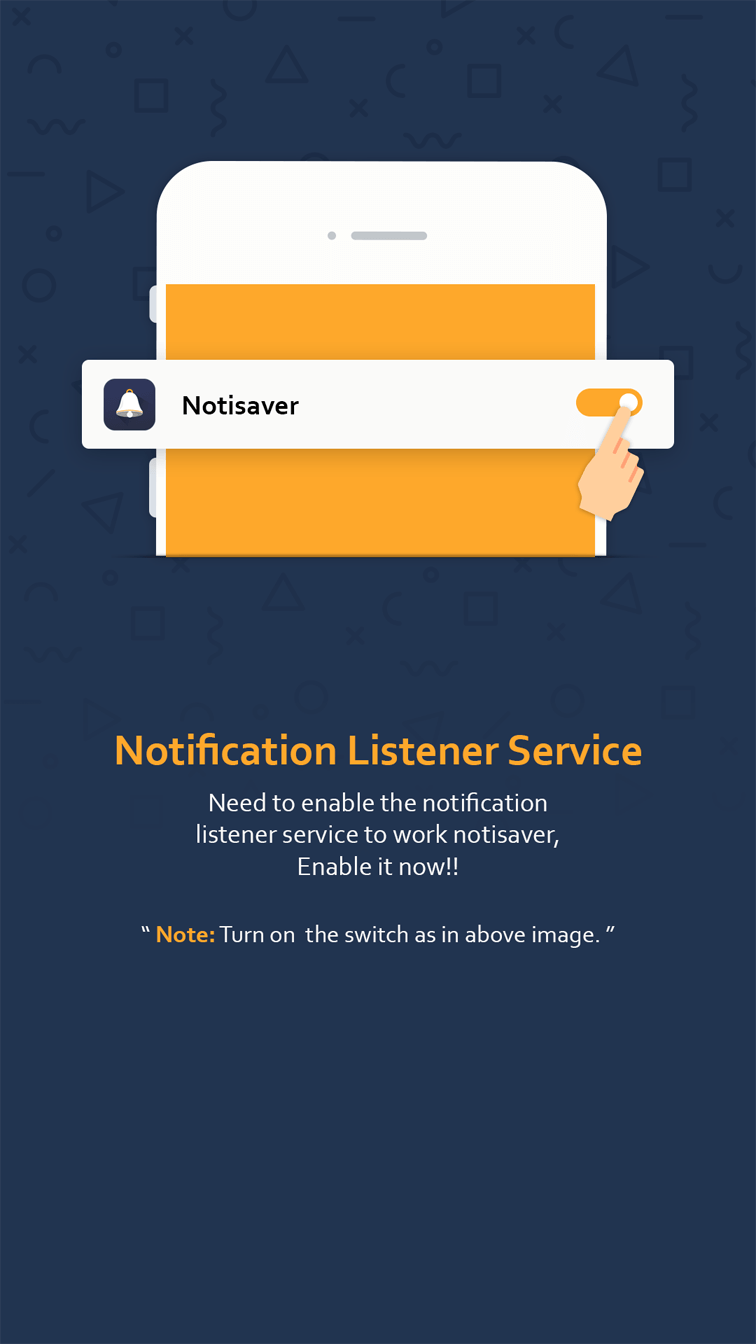 Notisaver
Notification Listener Service
Need to enable the notification
listener service to work notisaver,
Enable it now!!
“ Note: Turn on  the switch as in above image. ”